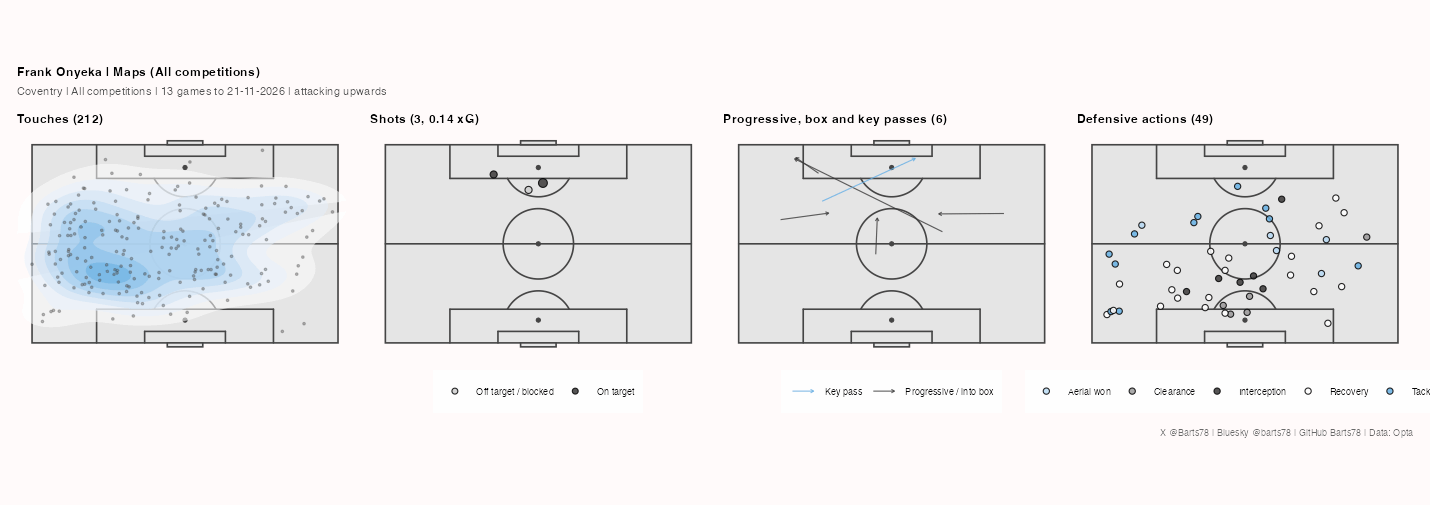 Frank Onyeka | Maps (All competitions)
Coventry | All competitions | 13 games to 21-11-2026 | attacking upwards
Touches (212)
Shots (3, 0.14 xG)
Progressive, box and key passes (6)
Defensive actions (49)
Off target / blocked
On target
Key pass
Progressive / into box
Aerial won
Clearance
Interception
Recovery
Tack
X @Barts78 | Bluesky @barts78 | GitHub Barts78 | Data: Opta